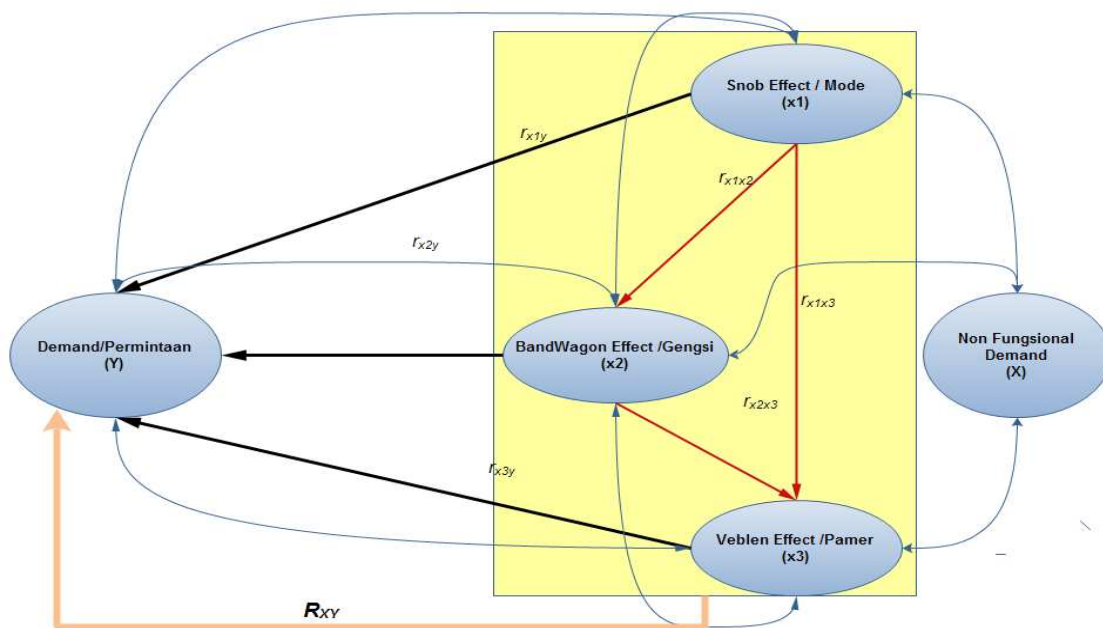 Snob Effect / Mode
(x1)
rx1y
rx1x2
rx2y
rx1x3
Demand/Permintaan
(Y)
BandWagon Effect /Gengsi
(x2)
Non Fungsional
Demand
(X)
rx2x3
rx3y
Veblen Effect /Pamer
(x3)
RXY